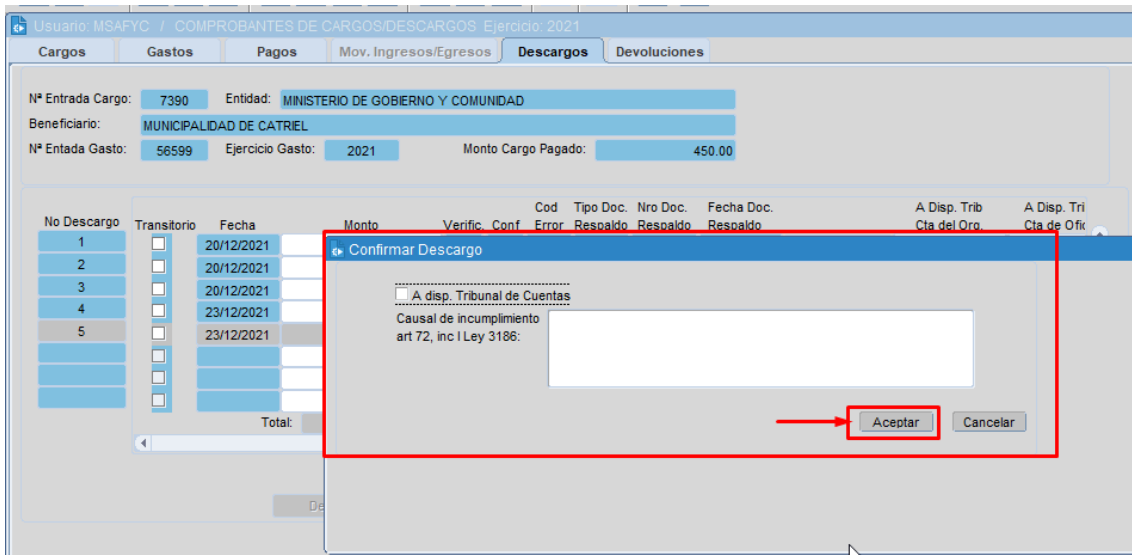 Usuario: MSAFYC / COMPROBANTES DE CARGOS/DESCARGOS Ejercicio: 2021
Cargos Gastos Pagos Mov. Ingresos/Egresos Descargos Devoluciones
Nª Entrada Cargo: 7390 Entidad: MINISTERIO DE GOBIERNO Y COMUNIDAD
Beneficiario: MUNICIPALIDAD DE CATRIEL
Nª Entada Gasto: 56599 Ejercicio Gasto: 2021 Monto Cargo Pagado: 450.00
Cod Tipo Doc. Nro Doc. Fecha Doc. A Disp. Trib A Disp. Tri
No Descargo Transitorio Fecha Monto Verific. Conf Error Respaldo Respaldo Respaldo Cta del Org. Cta de Ofic
1 20/12/2021
Confirmar Descargo
2 20/12/2021
3 20/12/2021
A disp. Tribunal de Cuentas
4 23/12/2021
Causal de incumplimiento
5 23/12/2021
art 72, inc I Ley 3186:
Total:
Aceptar Cancelar
De